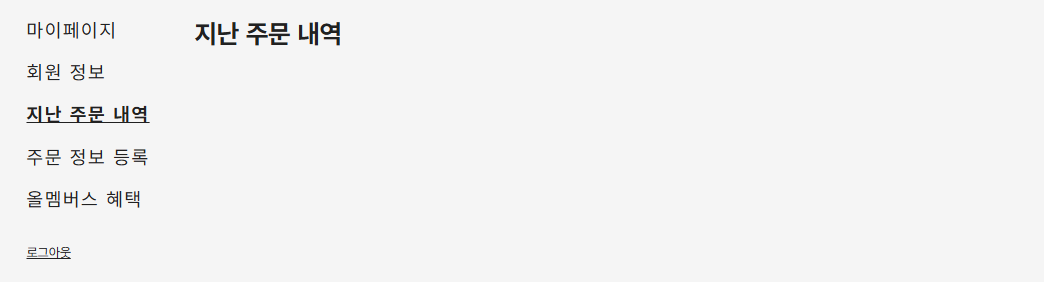 마이페이지
회원 정보
지난 주문 내역
주문 정보 등록
올멤버스 혜택
로그아웃
지난 주문 내역